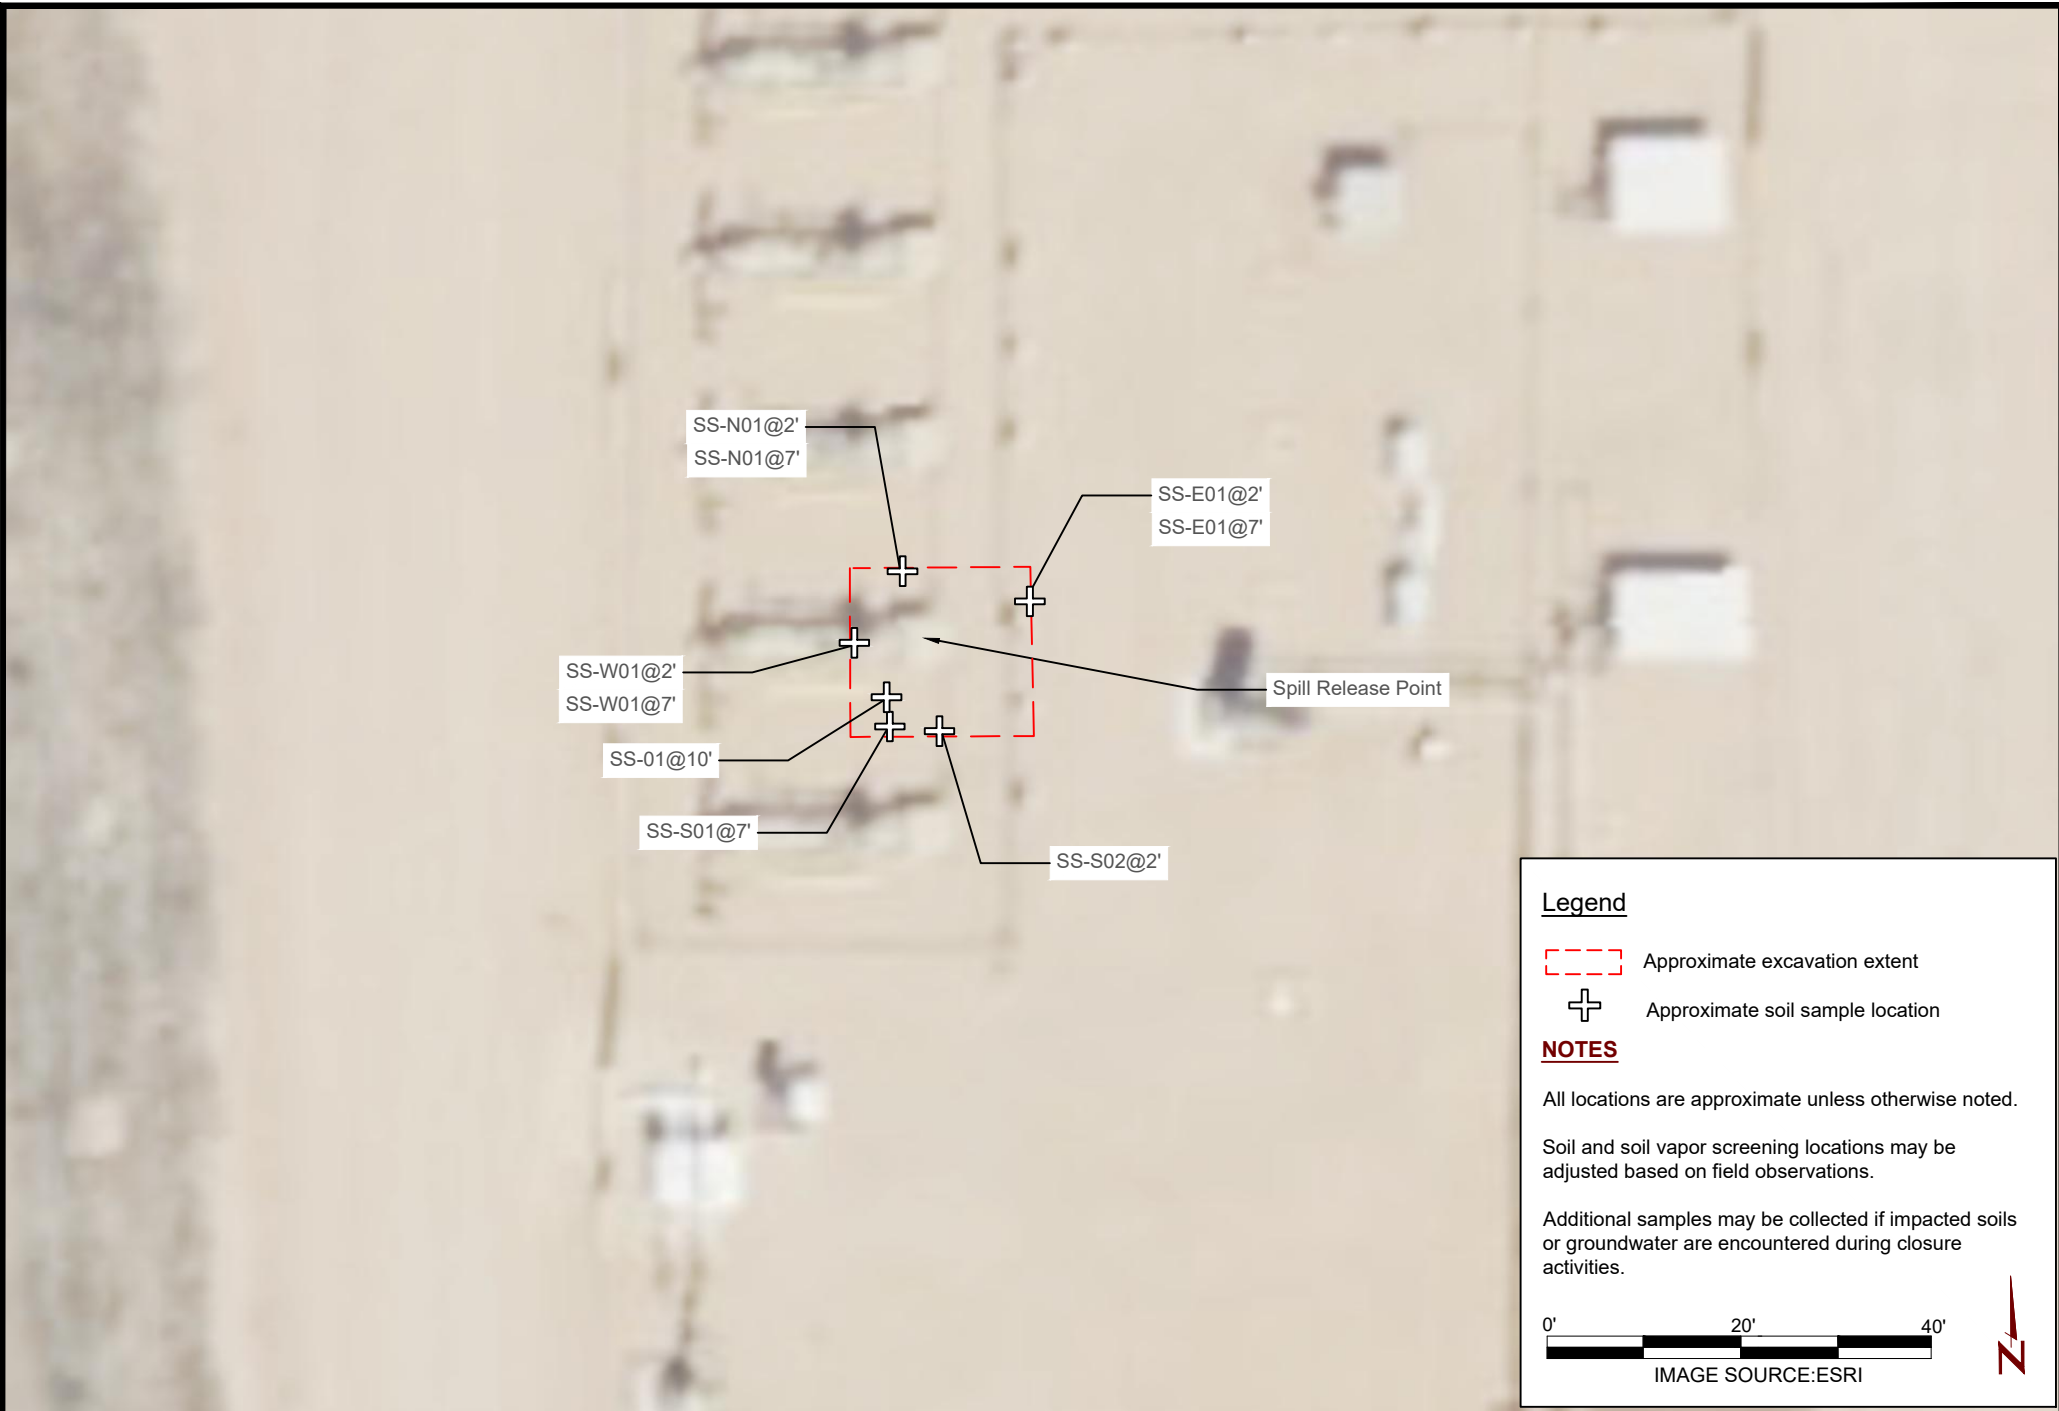 SS-N01@2'
SS-N01@7'
SS-E01@2'
SS-E01@7'
SS-W01@2'
SS-W01@7'
Spill Release Point
SS-01@10'
SS-S01@7'
SS-S02@2'
Legend
Approximate excavation extent
Approximate soil sample location
NOTES
All locations are approximate unless otherwise noted.
Soil and soil vapor screening locations may be
adjusted based on field observations.
Additional samples may be collected if impacted soils
or groundwater are encountered during closure
activities.
0' 20' 40'
IMAGE SOURCE:ESRI
N